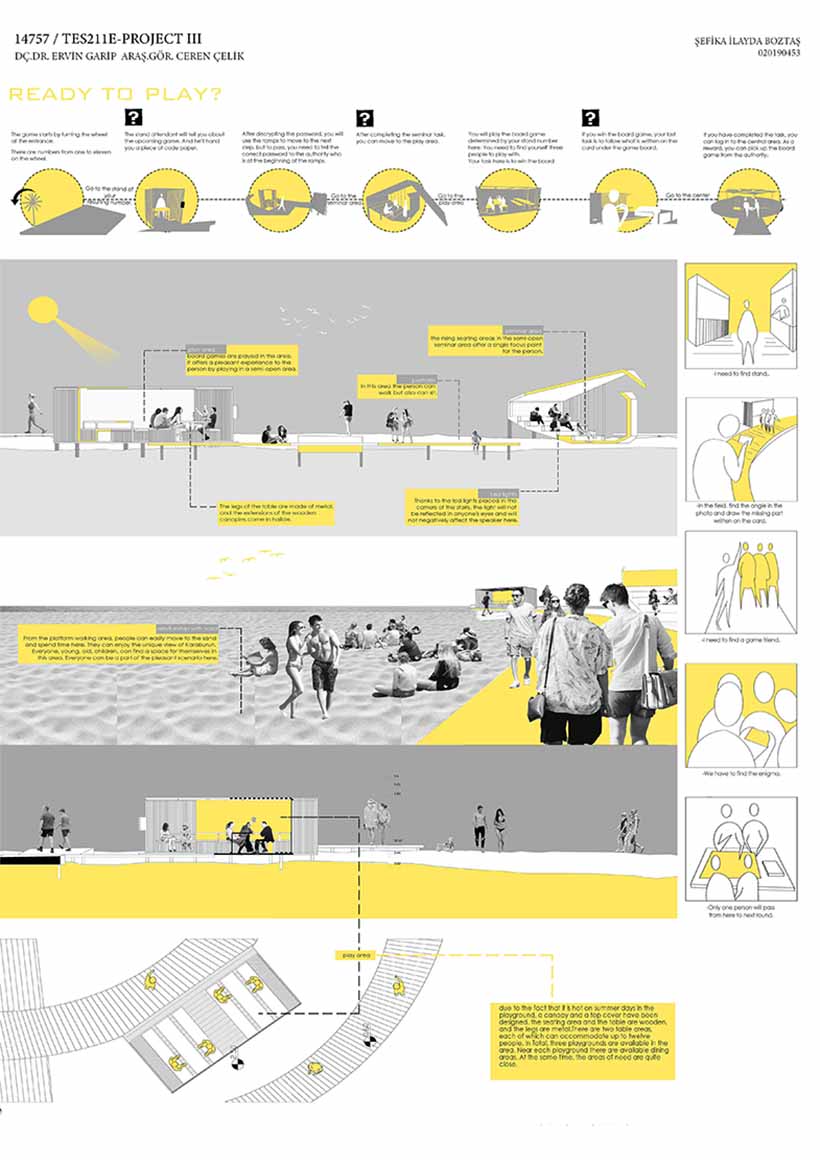 14757 / TES211E-PROJECT III
DÇ.DR. ERVİN GARIP ARAŞ.GÖR. CEREN ÇELİK
ŞEFİKA İLAYDA BOZTAŞ
020190453
READY TO PLAY?
The game starts by turning the wheel
at the entrance.
There are numbers from one to eleven
on the wheel.
Go to the stand of
your
incuring number
?
The stand attendant will tell you about
the upcoming game. And he'll hand
you a piece of code paper.
After decrypting the password, you will
use the ramps to move to the next
step, but to pass, you need to tell the
correct password to the authority who
is at the beginning of the ramps.
Go to the
seminar area
?
After completing the seminar task,
you can move to the play area.
Go to the
play area
You will play the board game
determined by your stand number
here. You need to find yourself three
people to play with.
Your task here is to win the board
?
If you win the board game, your last
task is to follow what is written on the
card under the game board.
Go to the center
If you have completed the task, you
can log in to the central area. As a
reward, you can pick up the board
game from the authority.
play area
board games are played in this area.
It offers a pleasant experience to the
person by playing in a semi-open area.
seminar area
the rising seating areas in the semi-open
seminar area offer a single focus point
for the person.
In this area the person can
walk but also can sit.
The legs of the table are made of metal,
and the extensions of the wooden
canopies come in hollow.
led lights
Thanks to the led lights placed in the
corners of the stairs, the light will not
be reflected in anyone's eyes and will
not negatively affect the speaker here.
-I need to find stand..
-In the field, find the angle in the
photo and draw the missing part
written on the card.
-I need to find a game friend.
-We have to find the enigma.
-Only one person will pass
from here to next round.
From the platform walking area, people can easily move to the sand
and spend time here. They can enjoy the unique view of Karaburun.
Everyone, young, old, children, can find a space for themselves in
this area. Everyone can be a part of the pleasant scenario here.
play area
due to the fact that it is hot on summer days in the
playground, a canopy and a top cover have been
designed. the seating area and the table are wooden,
and the legs are metal.There are two table areas,
each of which can accommodate up to twelve
people. In Total, three playgrounds are available in the
area. Near each playground there are available dining
areas. At the same time, the areas of need are quite
close.